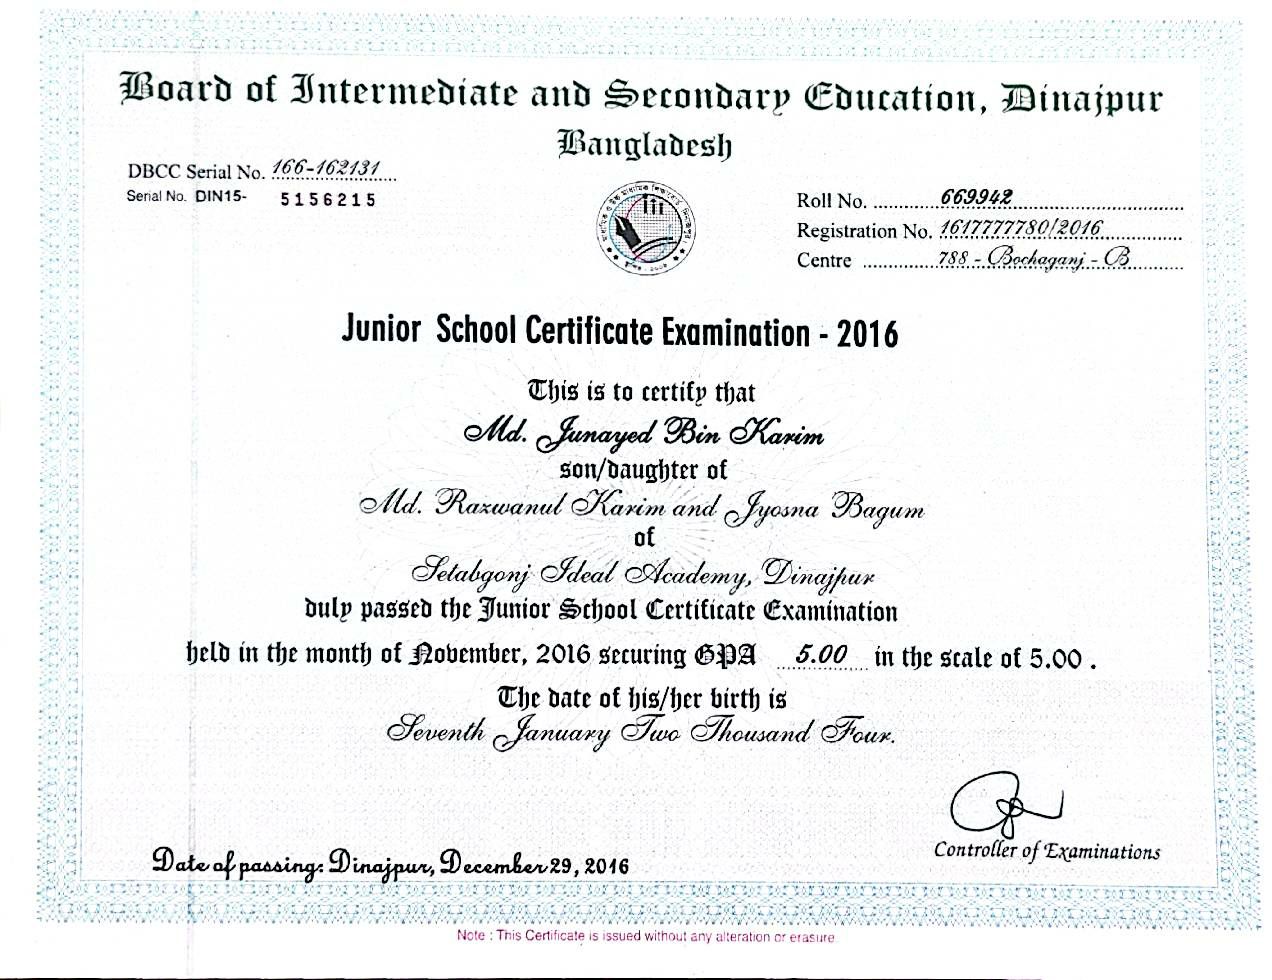 Board of Intermediate and Secondary Education, Dinajpur
Bangladesh
DBCC Serial No. 166-162131
Serial No. DIN15- 5156215
Roll No. 669942
Registration No. 1617777780/2016
Centre 788 - Bochaganj - B
Junior School Certificate Examination - 2016
This is to certify that
Md. Junayed Bin Karim
son/daughter of
Md. Razwanul Karim and Jyosna Bagum
of
Setabgonj Ideal Academy, Dinajpur
duly passed the Junior School Certificate Examination
held in the month of November, 2016 securing GPA 5.00 in the scale of 5.00 .
The date of his/her birth is
Seventh January Two Thousand Four.
Controller of Examinations
Date of passing: Dinajpur, December 29, 2016
Note : This Certificate is issued without any alteration or erasure